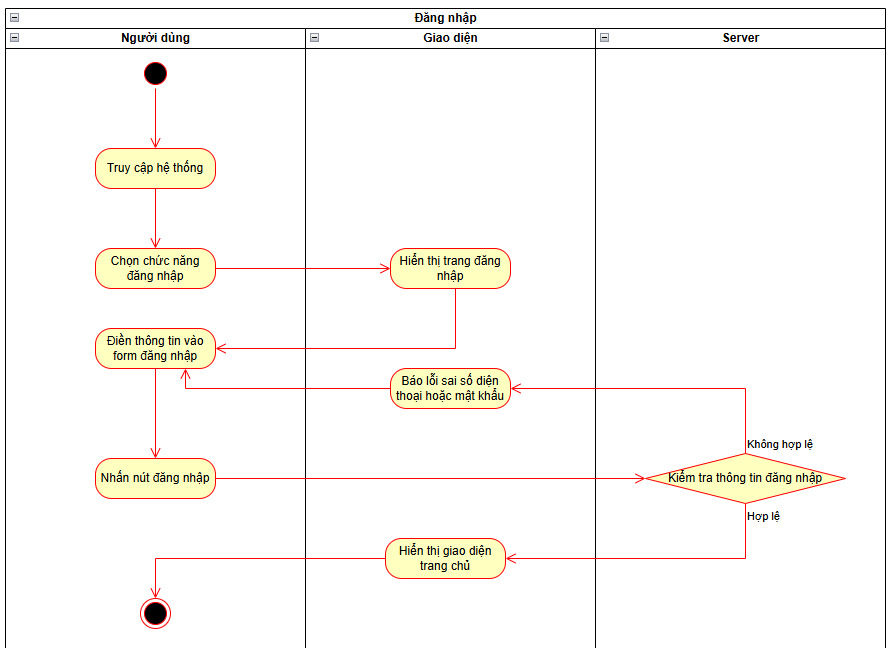 Đăng nhập
Người dùng
Giao diện
Server
Truy cập hệ thống
Chọn chức năng
đăng nhập
Hiển thị trang đăng
nhập
Điền thông tin vào
form đăng nhập
Báo lỗi sai số diện
thoại hoặc mật khẩu
Không hợp lệ
Nhấn nút đăng nhập
Kiểm tra thông tin đăng nhập
Hợp lệ
Hiển thị giao diện
trang chủ